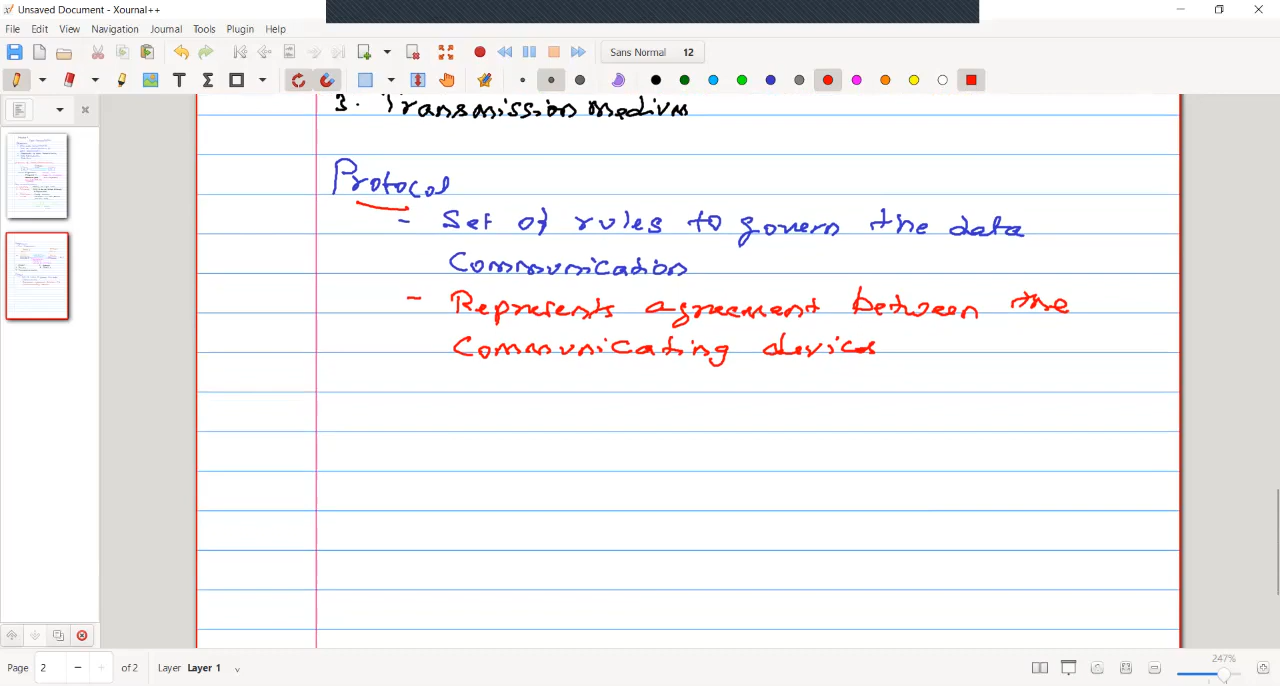 Unsaved Document - Xournal++
File Edit View Navigation Journal Tools Plugin Help
Sans Normal 12
3. Transmission medium
Protocol
- Set of rules to govern the data
Communication
- Represents agreement between the
Communicating devices
Page 2 of 2 Layer Layer 1
247%